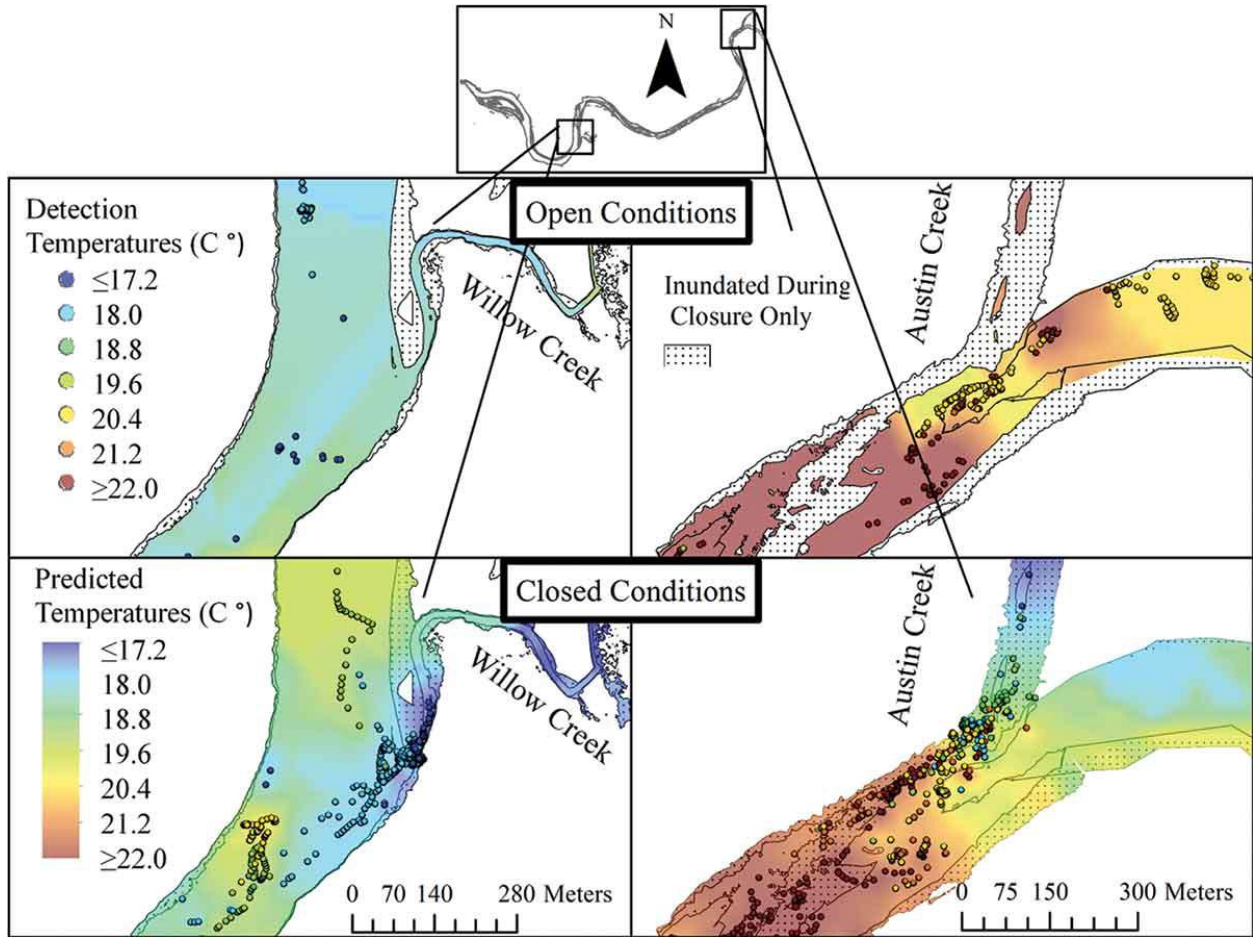 N
Open Conditions
Detection
Temperatures (C °)
≤17.2
18.0
18.8
19.6
20.4
21.2
≥22.0
Willow Creek
Inundated During
Closure Only
Austin Creek
Closed Conditions
Predicted
Temperatures (C °)
≤17.2
18.0
18.8
19.6
20.4
21.2
≥22.0
Willow Creek
0 70 140 280 Meters
Austin Creek
0 75 150 300 Meters